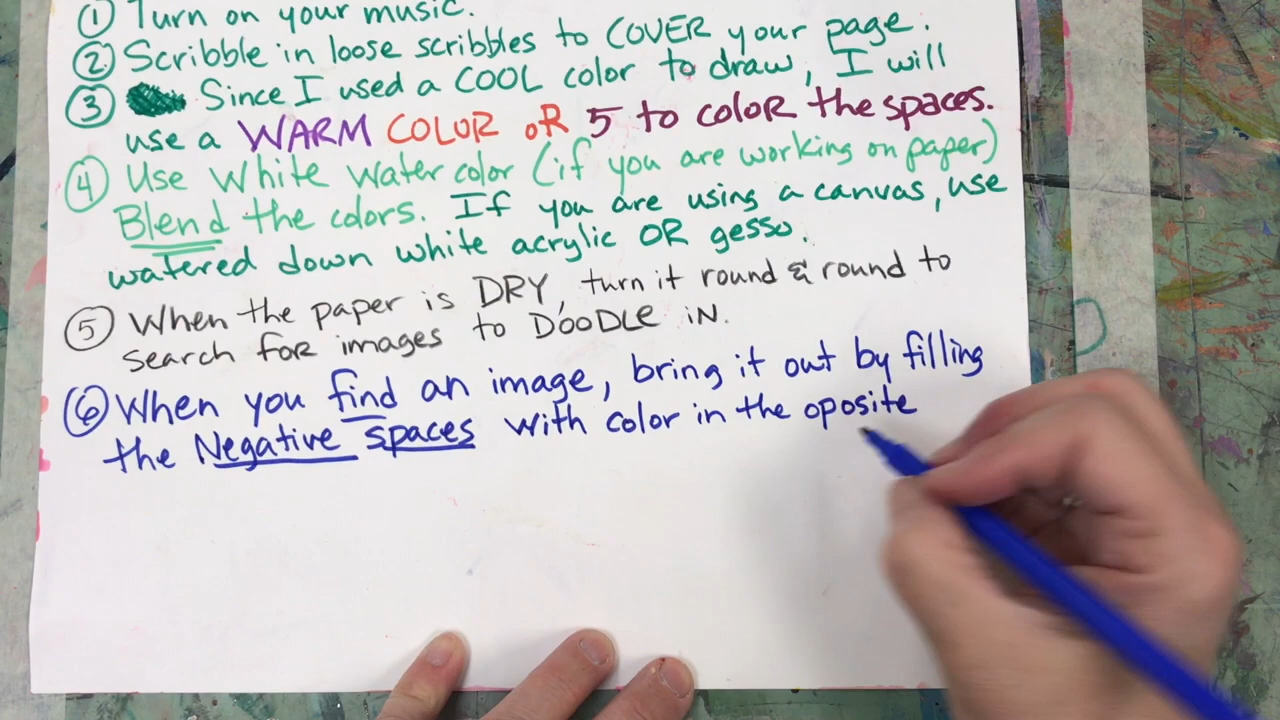 ① Turn on your music.
② Scribble in loose scribbles to COVER your page.
③ Since I used a COOL color to draw, I will
use a WARM COLOR OR 5 to color the spaces.
④ Use White Watercolor (if you are working on paper)
Blend the colors. If you are using a canvas, use
watered down white acrylic OR gesso.
⑤ When the paper is DRY, turn it round & round to
search for images to DOODLE in.
⑥ When you find an image, bring it out by filling
the Negative spaces with color in the oposite